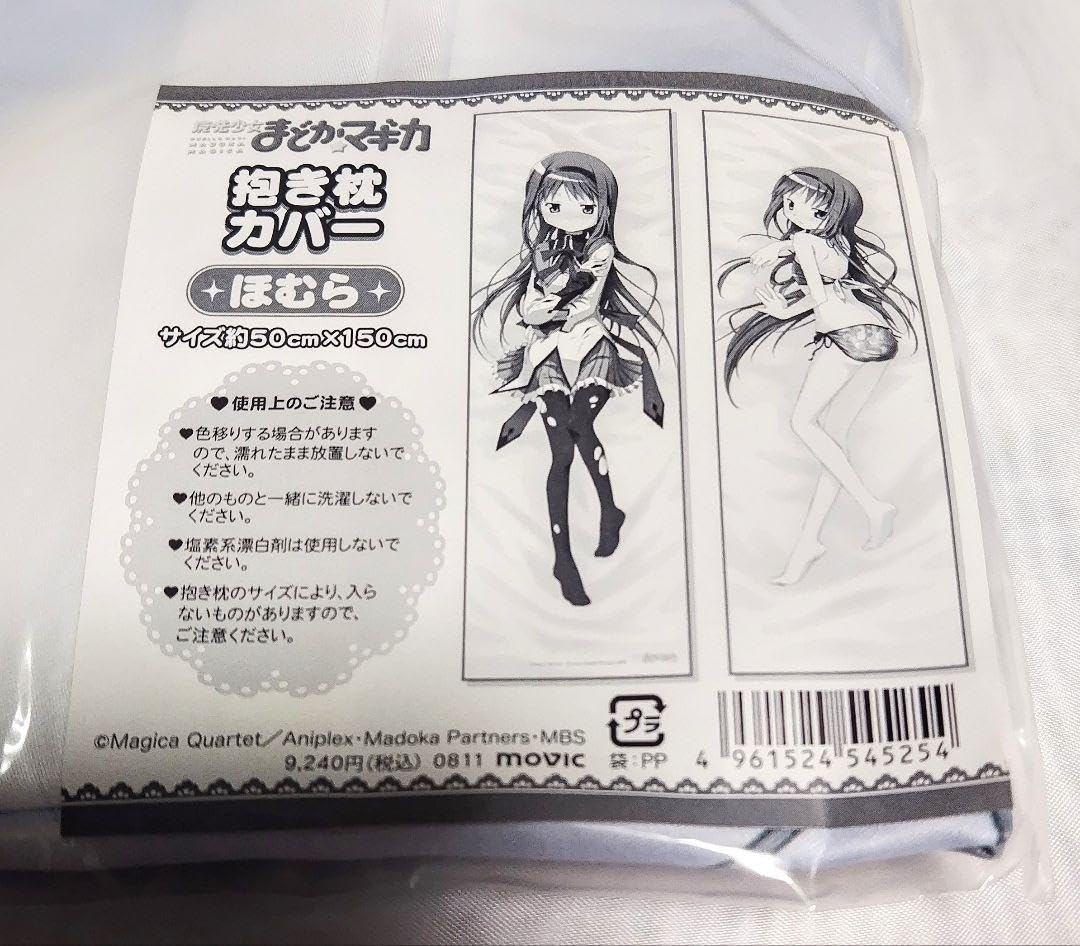 魔法少女
まどか☆マギカ
PUELLA MAGI
MADOKA
MAGICA
抱き枕
カバー
ほむら
サイズ約50cm×150cm
♥使用上のご注意♥
♥色移りする場合があります
ので、濡れたまま放置しないで
ください。
♥他のものと一緒に洗濯しないで
ください。
♥塩素系漂白剤は使用しないで
ください。
♥抱き枕のサイズにより、入ら
ないものがありますので、
ご注意ください。
©Magica Quartet／Aniplex・Madoka Partners・MBS
9,240円(税込) 0811 movic
プラ
袋:PP
4 961524 545254